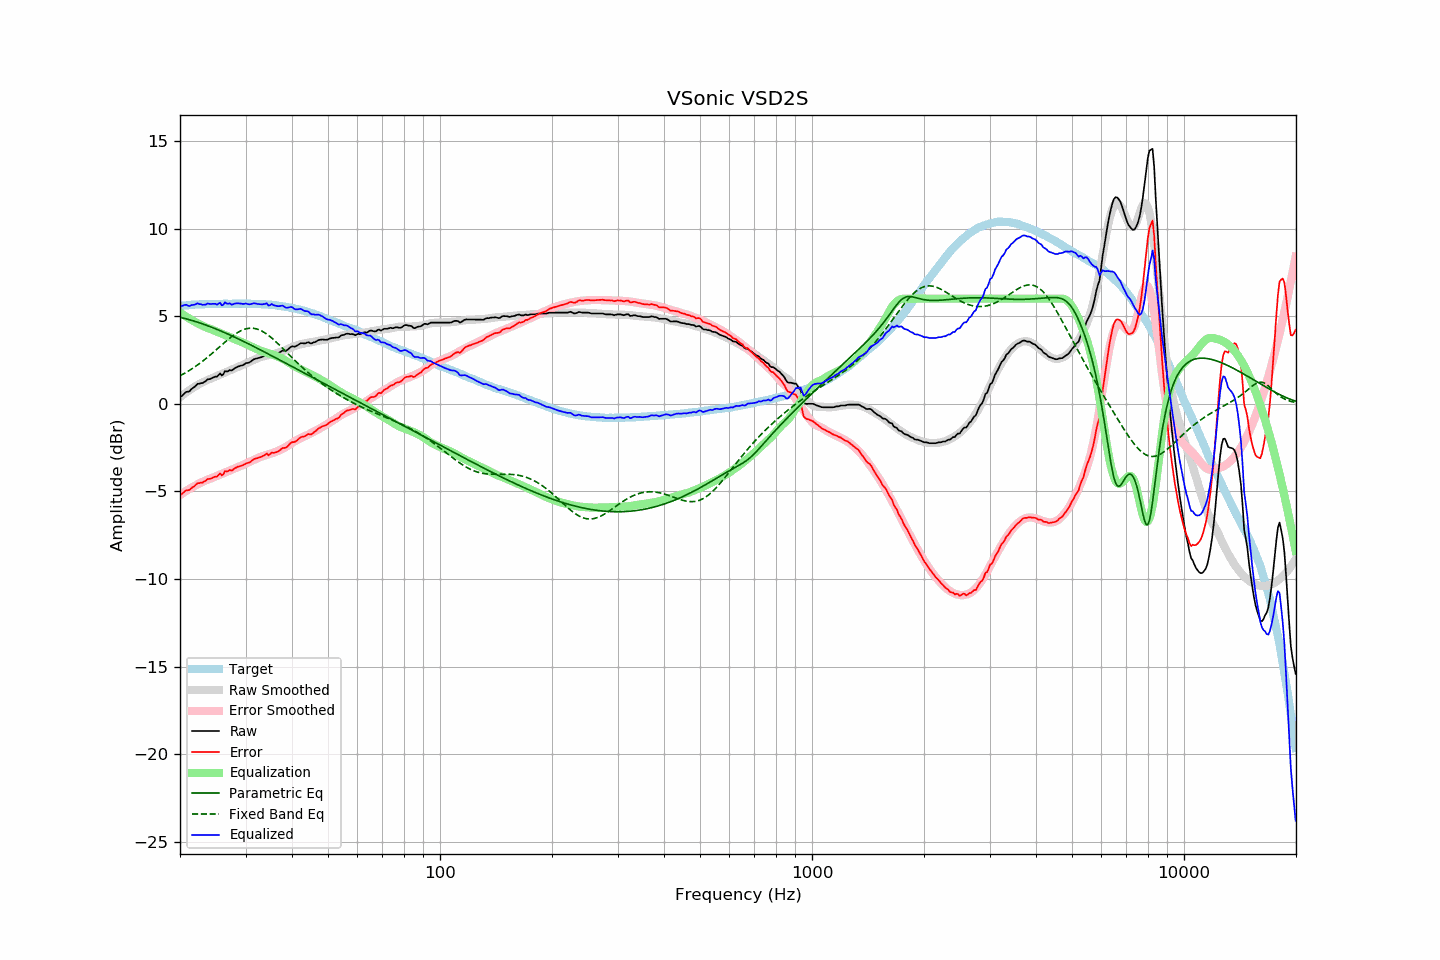 VSonic VSD2S
15
10
5
0
−5
−10
−15
−20
−25
Amplitude (dBr)
Target
Raw Smoothed
Error Smoothed
Raw
Error
Equalization
Parametric Eq
Fixed Band Eq
Equalized
100
1000
10000
Frequency (Hz)